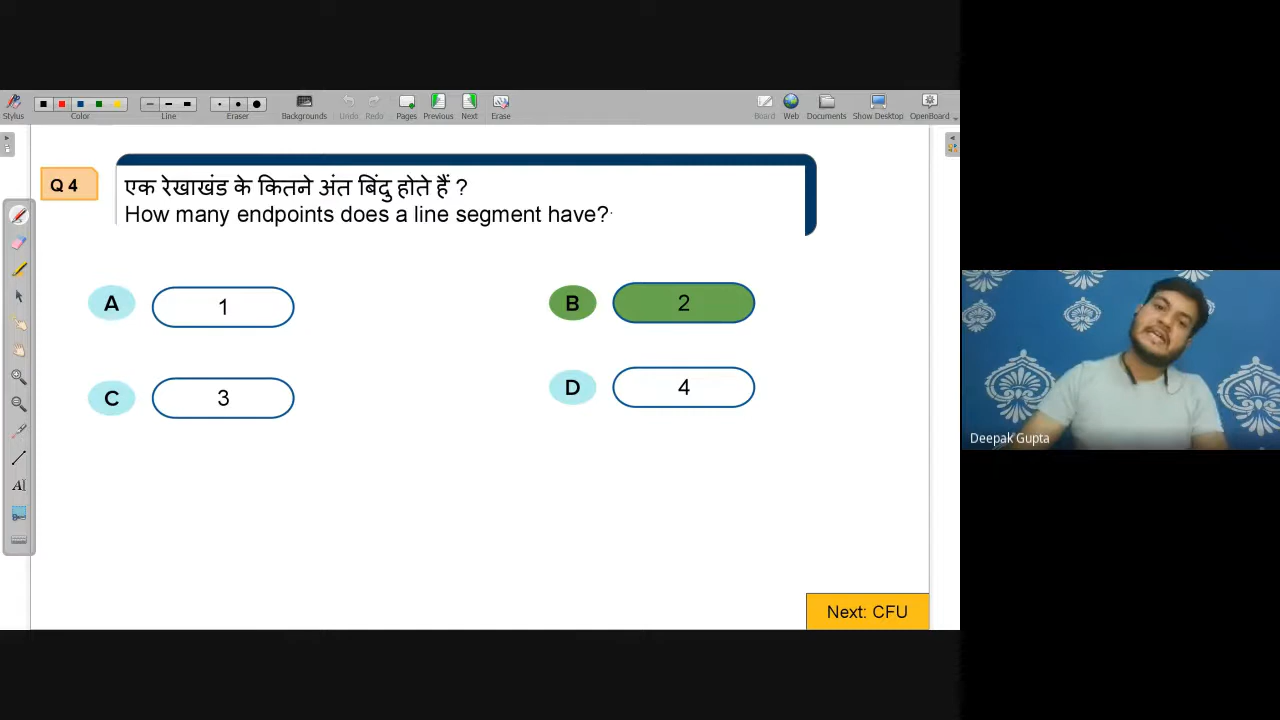 Stylus
Color
Line
Eraser
Backgrounds
Undo
Redo
Pages
Previous
Next
Erase
Board
Web
Documents
Show Desktop
OpenBoard
Q 4
एक रेखाखंड के कितने अंत बिंदु होते हैं ?
How many endpoints does a line segment have?
A
1
B
2
C
3
D
4
Deepak Gupta
Next: CFU